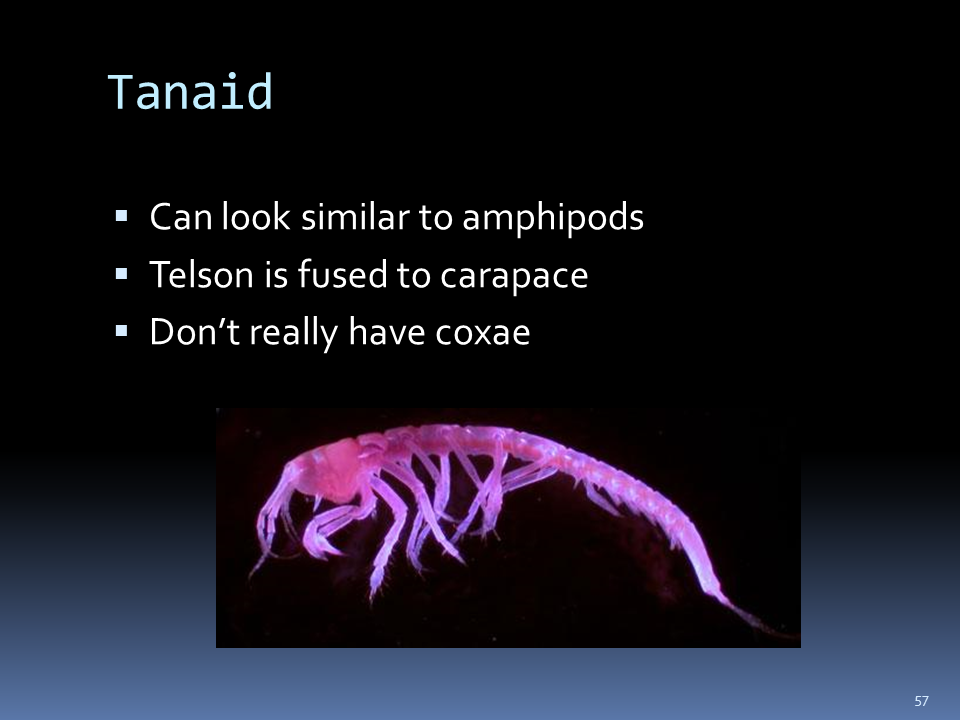 Tanaid
▪ Can look similar to amphipods
▪ Telson is fused to carapace
▪ Don’t really have coxae
57